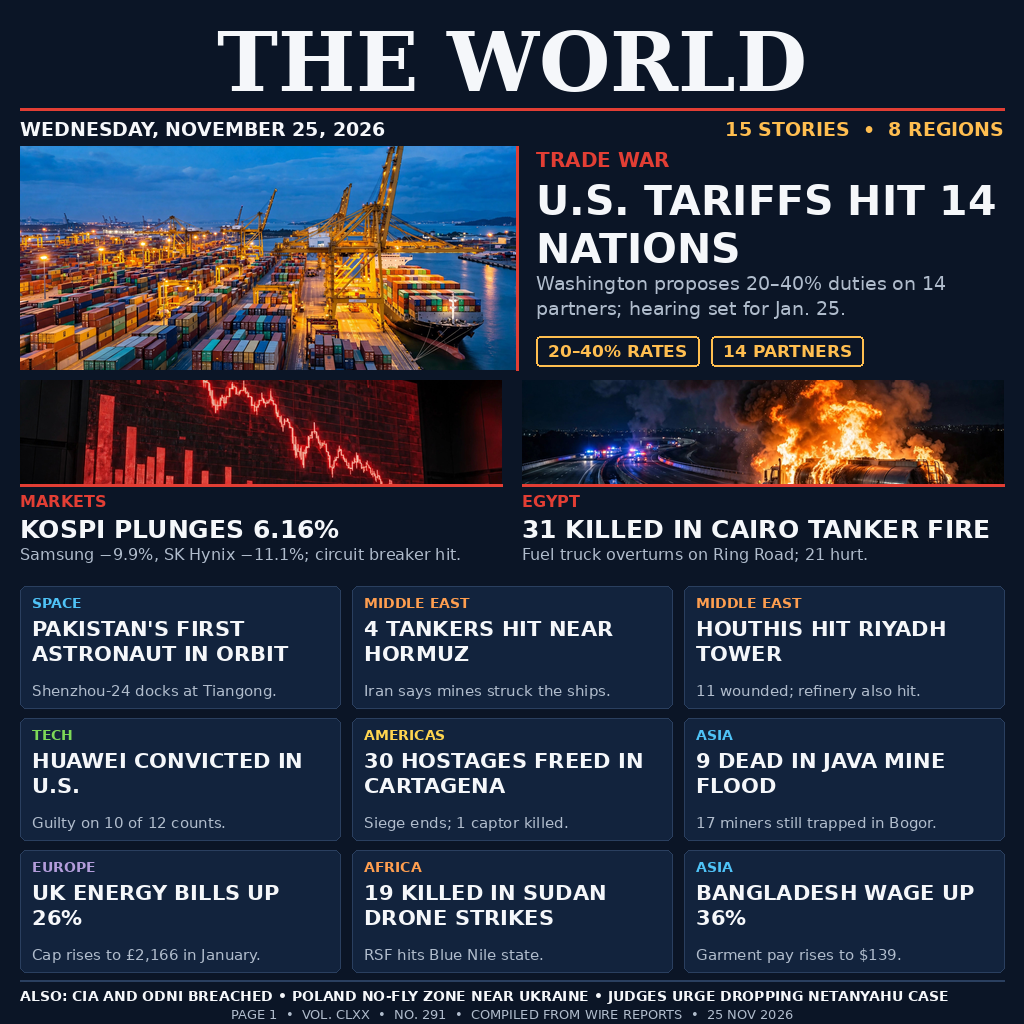 THE WORLD
WEDNESDAY, NOVEMBER 25, 2026
15 STORIES • 8 REGIONS
TRADE WAR
U.S. TARIFFS HIT 14
NATIONS
Washington proposes 20–40% duties on 14
partners; hearing set for Jan. 25.
20–40% RATES
14 PARTNERS
MARKETS
KOSPI PLUNGES 6.16%
Samsung −9.9%, SK Hynix −11.1%; circuit breaker hit.
EGYPT
31 KILLED IN CAIRO TANKER FIRE
Fuel truck overturns on Ring Road; 21 hurt.
SPACE
PAKISTAN'S FIRST
ASTRONAUT IN ORBIT
Shenzhou-24 docks at Tiangong.
MIDDLE EAST
4 TANKERS HIT NEAR
HORMUZ
Iran says mines struck the ships.
MIDDLE EAST
HOUTHIS HIT RIYADH
TOWER
11 wounded; refinery also hit.
TECH
HUAWEI CONVICTED IN
U.S.
Guilty on 10 of 12 counts.
AMERICAS
30 HOSTAGES FREED IN
CARTAGENA
Siege ends; 1 captor killed.
ASIA
9 DEAD IN JAVA MINE
FLOOD
17 miners still trapped in Bogor.
EUROPE
UK ENERGY BILLS UP
26%
Cap rises to £2,166 in January.
AFRICA
19 KILLED IN SUDAN
DRONE STRIKES
RSF hits Blue Nile state.
ASIA
BANGLADESH WAGE UP
36%
Garment pay rises to $139.
ALSO: CIA AND ODNI BREACHED • POLAND NO-FLY ZONE NEAR UKRAINE • JUDGES URGE DROPPING NETANYAHU CASE
PAGE 1 • VOL. CLXX • NO. 291 • COMPILED FROM WIRE REPORTS • 25 NOV 2026